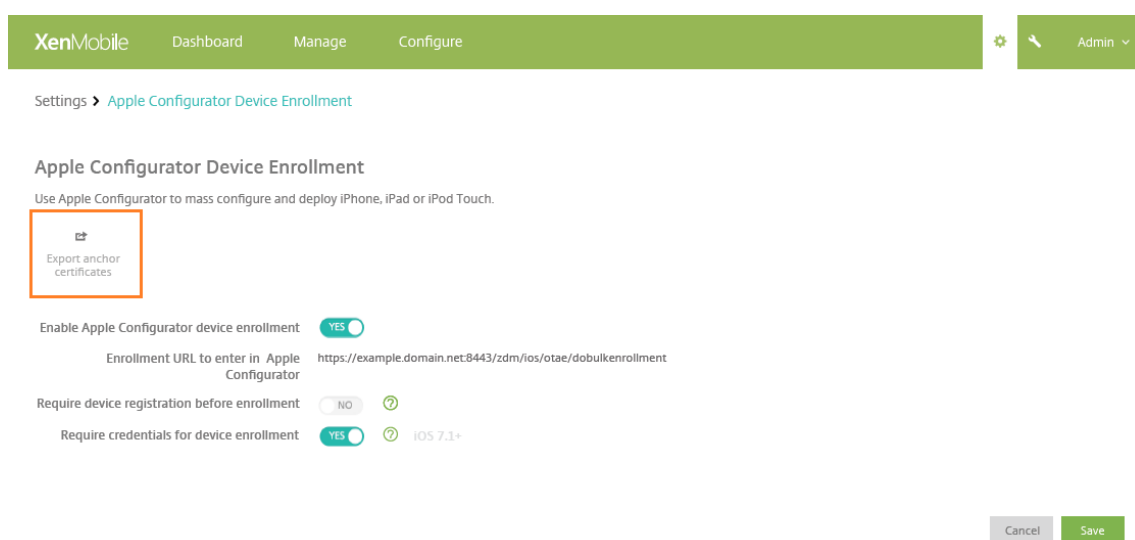 XenMobile Dashboard Manage Configure Admin
Settings > Apple Configurator Device Enrollment
Apple Configurator Device Enrollment
Use Apple Configurator to mass configure and deploy iPhone, iPad or iPod Touch.
Export anchor
certificates
Enable Apple Configurator device enrollment YES
Enrollment URL to enter in Apple https://example.domain.net:8443/zdm/ios/otae/dobulkenrollment
Configurator
Require device registration before enrollment NO ?
Require credentials for device enrollment YES ? iOS 7.1+
Cancel Save